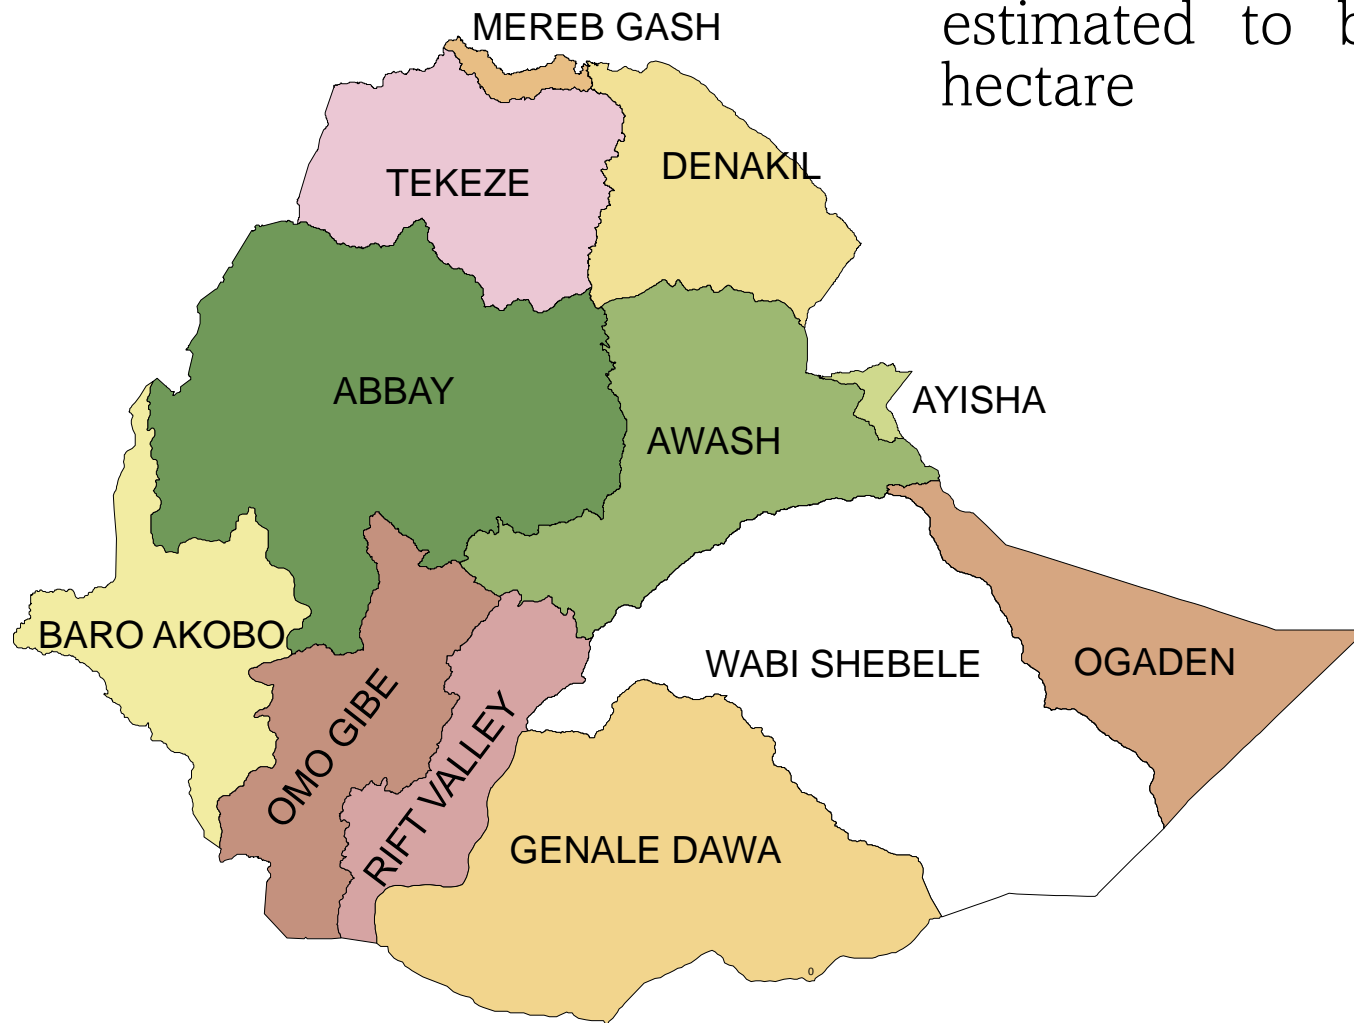 MEREB GASH
estimated to b
hectare
TEKEZE
DENAKIL
ABBAY
AYISHA
AWASH
BARO AKOBO
WABI SHEBELE
OGADEN
OMO GIBE
RIFT VALLEY
GENALE DAWA
0